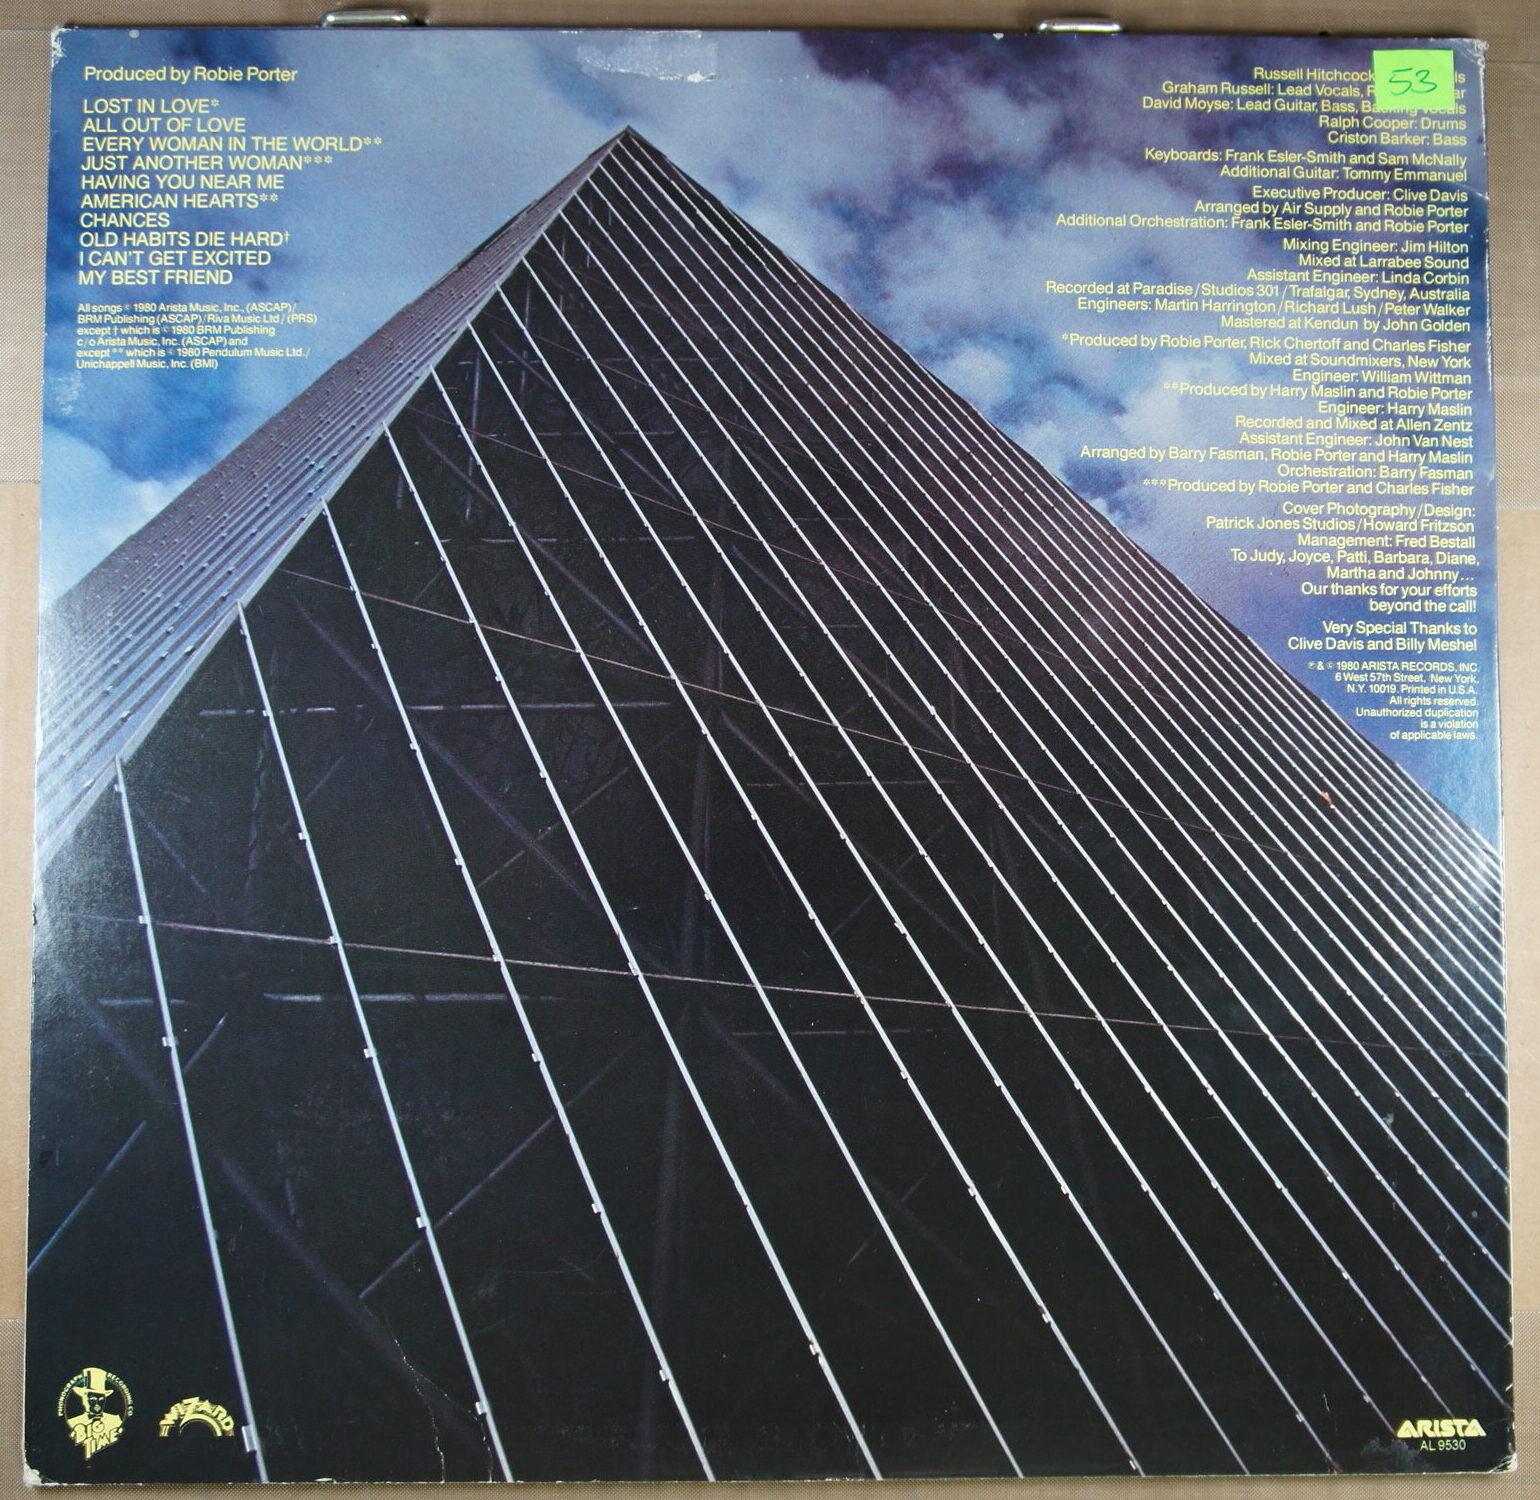 Produced by Robie Porter
LOST IN LOVE*
ALL OUT OF LOVE
EVERY WOMAN IN THE WORLD**
JUST ANOTHER WOMAN***
HAVING YOU NEAR ME
AMERICAN HEARTS**
CHANCES
OLD HABITS DIE HARD†
I CAN'T GET EXCITED
MY BEST FRIEND
All songs © 1980 Arista Music, Inc., (ASCAP)/
BRM Publishing (ASCAP)/Riva Music Ltd/(PRS)
except † which is © 1980 BRM Publishing
c/o Arista Music, Inc. (ASCAP) and
except ** which is © 1980 Pendulum Music Ltd./
Unichappell Music, Inc. (BMI)
53
Russell Hitchcock
Graham Russell: Lead Vocals,
David Moyse: Lead Guitar, Bass, Backing Vocals
Ralph Cooper: Drums
Criston Barker: Bass
Keyboards: Frank Esler-Smith and Sam McNally
Additional Guitar: Tommy Emmanuel
Executive Producer: Clive Davis
Arranged by Air Supply and Robie Porter
Additional Orchestration: Frank Esler-Smith and Robie Porter
Mixing Engineer: Jim Hilton
Mixed at Larrabee Sound
Assistant Engineer: Linda Corbin
Recorded at Paradise/Studios 301/Trafalgar, Sydney, Australia
Engineers: Martin Harrington/Richard Lush/Peter Walker
Mastered at Kendun by John Golden
*Produced by Robie Porter, Rick Chertoff and Charles Fisher
Mixed at Soundmixers, New York
Engineer: William Wittman
**Produced by Harry Maslin and Robie Porter
Engineer: Harry Maslin
Recorded and Mixed at Allen Zentz
Assistant Engineer: John Van Nest
Arranged by Barry Fasman, Robie Porter and Harry Maslin
Orchestration: Barry Fasman
***Produced by Robie Porter and Charles Fisher
Cover Photography/Design:
Patrick Jones Studios/Howard Fritzson
Management: Fred Bestall
To Judy, Joyce, Patti, Barbara, Diane,
Martha and Johnny...
Our thanks for your efforts
beyond the call!
Very Special Thanks to
Clive Davis and Billy Meshel
℗ & © 1980 ARISTA RECORDS, INC.
6 West 57th Street, New York,
N.Y. 10019. Printed in U.S.A.
All rights reserved.
Unauthorized duplication
is a violation
of applicable laws.
PHONOGRAPH RECORDING CO
BIG TIME
WIZARD
ARISTA
AL 9530